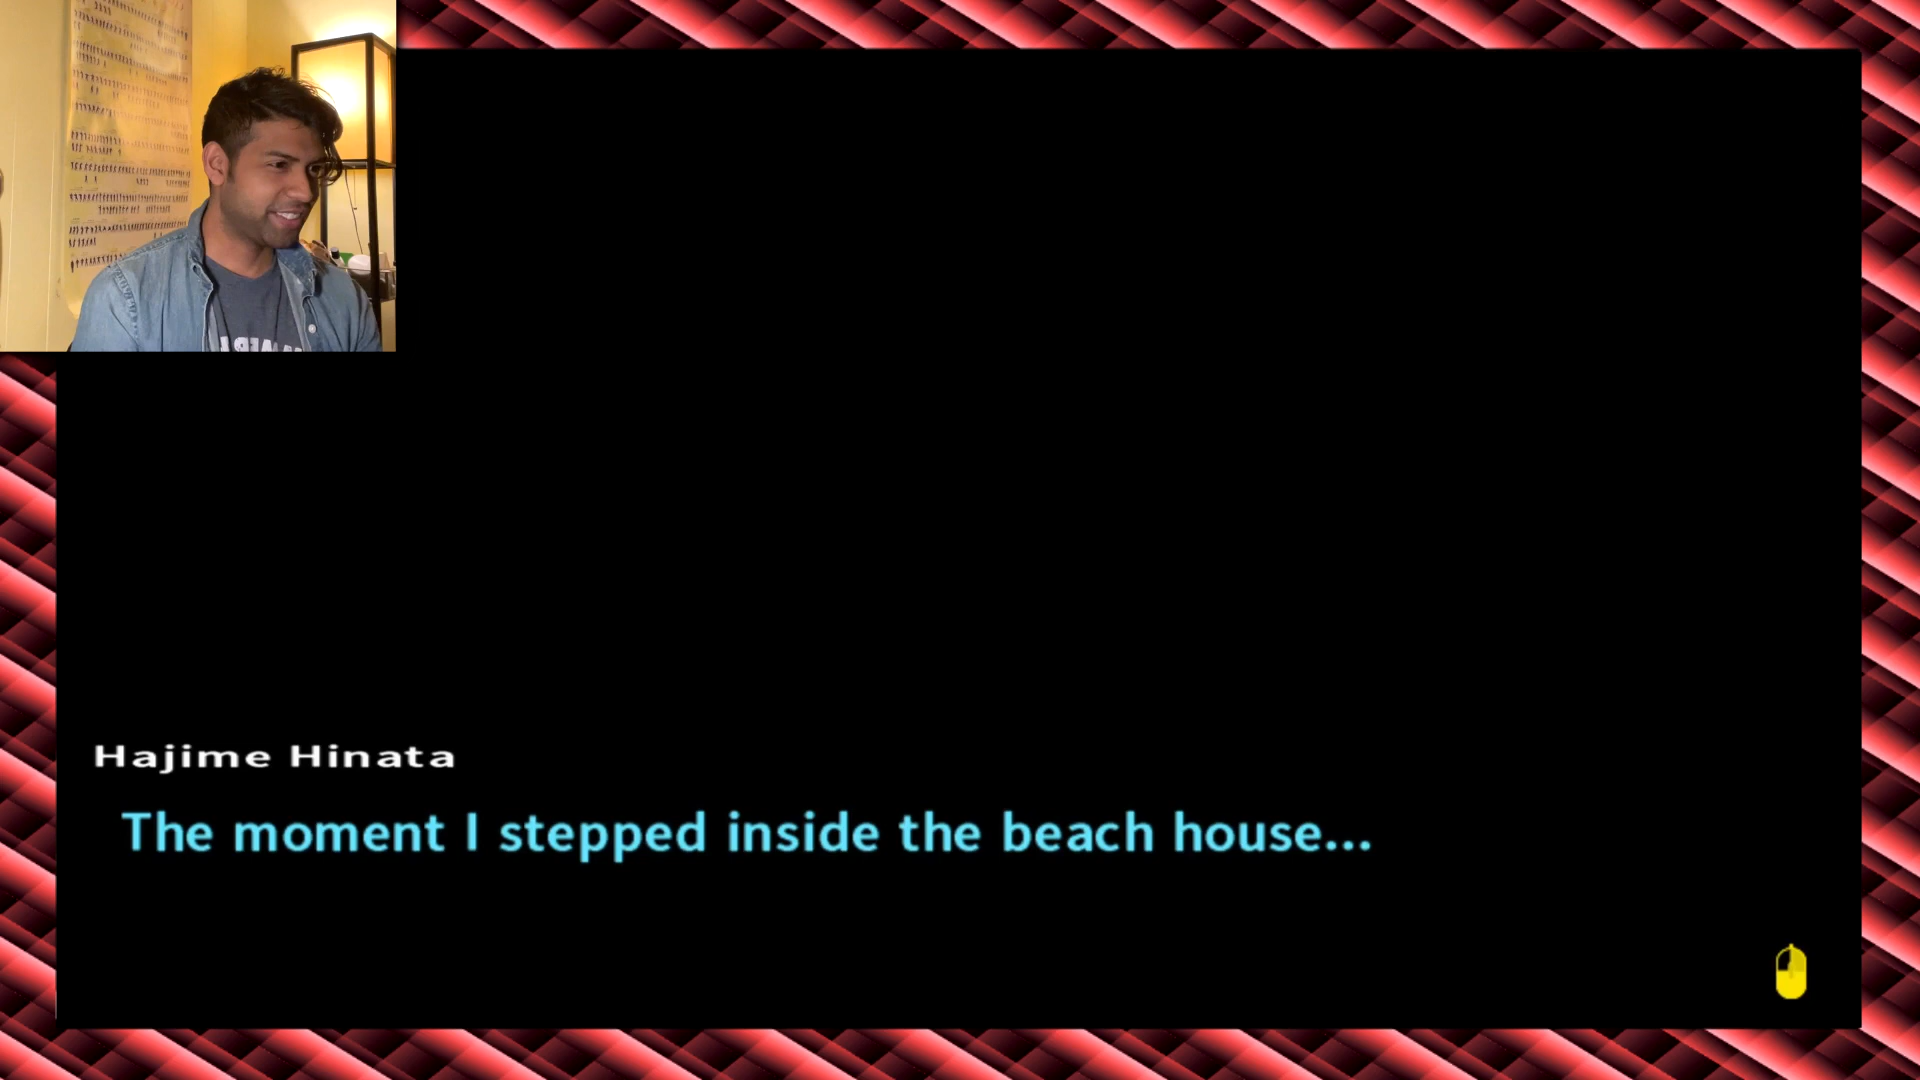 Hajime Hinata
The moment I stepped inside the beach house...